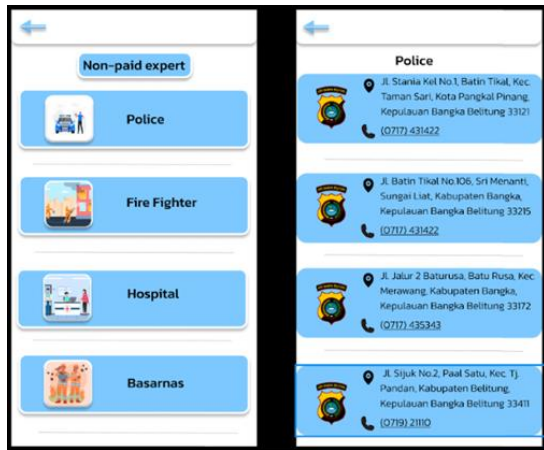 Non-paid expert
Police
Fire Fighter
Hospital
Basarnas
Police
Jl. Stania Kel No.1, Batin Tikal, Kec.
Taman Sari, Kota Pangkal Pinang,
Kepulauan Bangka Belitung 33121
(0717) 431422
Jl. Batin Tikal No.106, Sri Menanti,
Sungai Liat, Kabupaten Bangka,
Kepulauan Bangka Belitung 33215
(0717) 431422
Jl. Jalur 2 Baturusa, Batu Rusa, Kec
Merawang, Kabupaten Bangka,
Kepulauan Bangka Belitung 33172
(0717) 435343
Jl. Sijuk No.2, Paal Satu, Kec. Tj.
Pandan, Kabupaten Belitung,
Kepulauan Bangka Belitung 33411
(0719) 21110